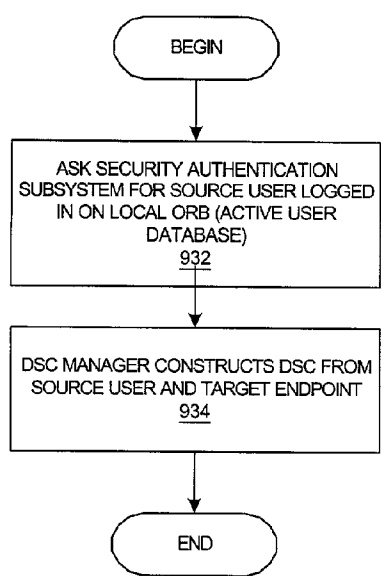 BEGIN
ASK SECURITY AUTHENTICATION
SUBSYSTEM FOR SOURCE USER LOGGED
IN ON LOCAL ORB (ACTIVE USER
DATABASE)
932
DSC MANAGER CONSTRUCTS DSC FROM
SOURCE USER AND TARGET ENDPOINT
934
END